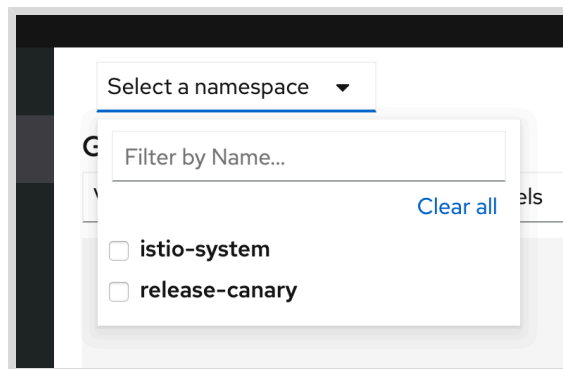 Select a namespace
Filter by Name...
Clear all
istio-system
release-canary